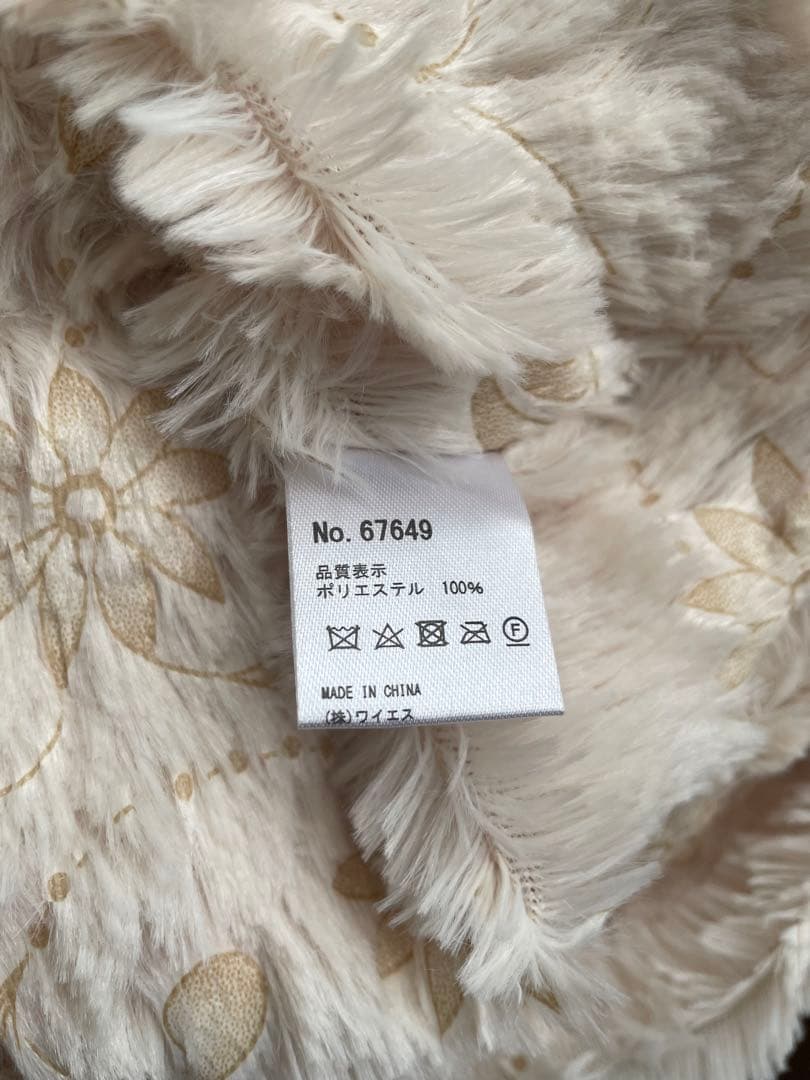 No. 67649
品質表示
ポリエステル 100%
F
MADE IN CHINA
(株)ワイエス